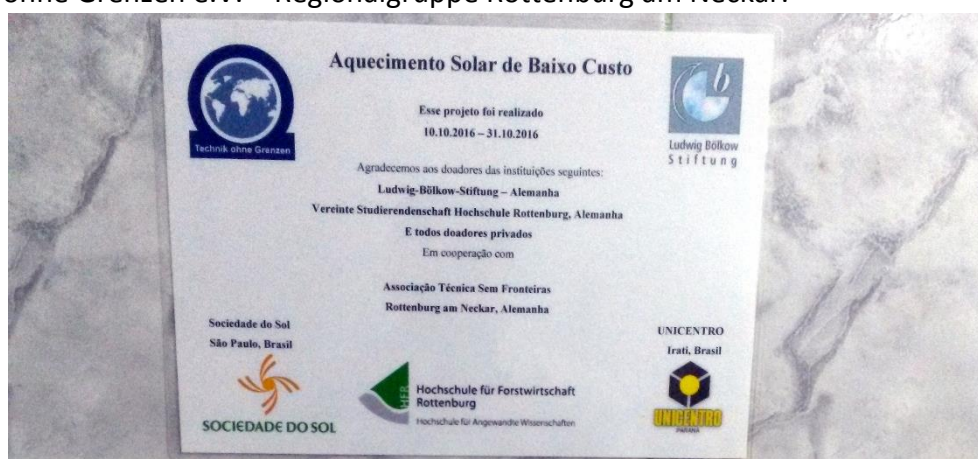 ohne Grenzen e.V. - Regionalgruppe Rottenburg am Neckar.
Technik ohne Grenzen
Aquecimento Solar de Baixo Custo
Esse projeto foi realizado
10.10.2016 – 31.10.2016
b
Ludwig Bölkow
Stiftung
Agradecemos aos doadores das instituições seguintes:
Ludwig-Bölkow-Stiftung – Alemanha
Vereinte Studierendenschaft Hochschule Rottenburg, Alemanha
E todos doadores privados
Em cooperação com
Associação Técnica Sem Fronteiras
Rottenburg am Neckar, Alemanha
Sociedade do Sol
São Paulo, Brasil
SOCIEDADE DO SOL
HFR
Hochschule für Forstwirtschaft
Rottenburg
Hochschule für Angewandte Wissenschaften
UNICENTRO
Irati, Brasil
UNICENTRO
PARANÁ